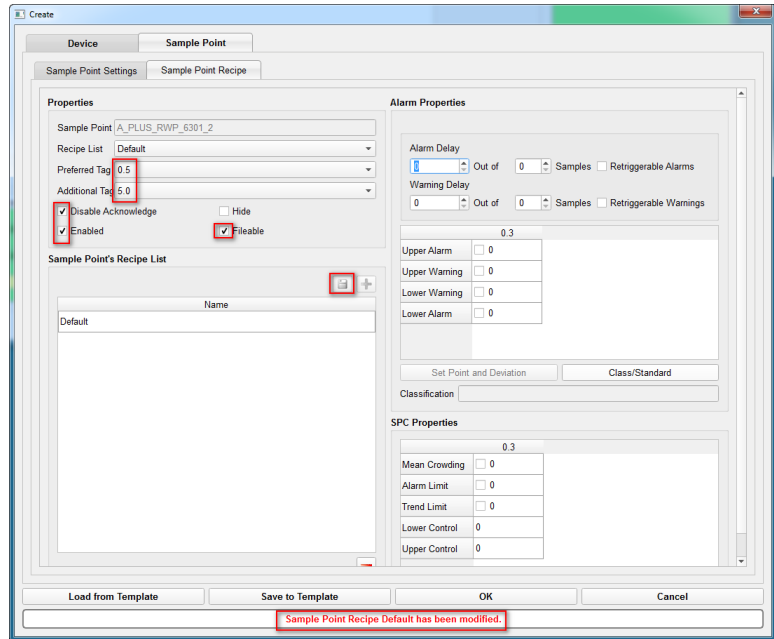 Create
Device
Sample Point
Sample Point Settings
Sample Point Recipe
Properties
Sample Point A_PLUS_RWP_6301_2
Recipe List Default
Preferred Tag 0.5
Additional Tag 5.0
Disable Acknowledge Hide
Enabled Fileable
Sample Point's Recipe List
Name
Default
Alarm Properties
Alarm Delay
0 Out of 0 Samples Retriggerable Alarms
Warning Delay
0 Out of 0 Samples Retriggerable Warnings
0.3
Upper Alarm 0
Upper Warning 0
Lower Warning 0
Lower Alarm 0
Set Point and Deviation Class/Standard
Classification
SPC Properties
0.3
Mean Crowding 0
Alarm Limit 0
Trend Limit 0
Lower Control 0
Upper Control 0
Load from Template Save to Template OK Cancel
Sample Point Recipe Default has been modified.